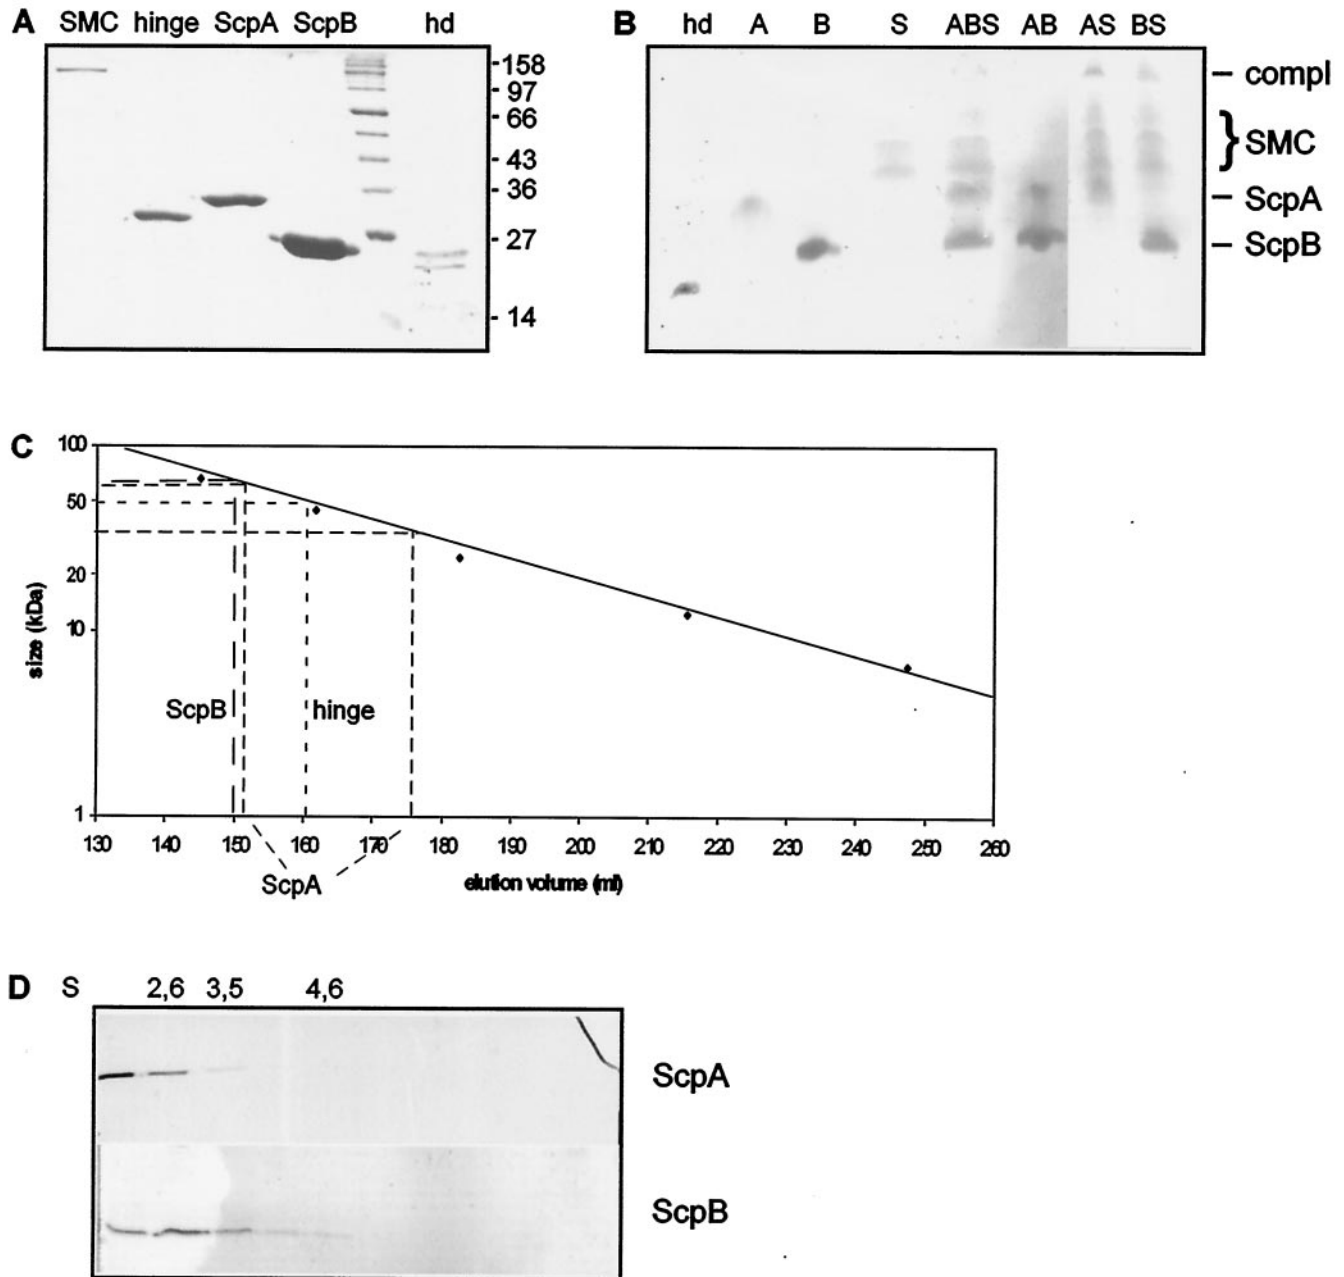 A SMC hinge ScpA ScpB hd
158
97
66
43
36
27
14
B hd A B S ABS AB AS BS
compl
SMC
ScpA
ScpB
C
100
50
20
10
1
size (kDa)
ScpB
hinge
130 140 150 160 170 180 190 200 210 220 230 240 250 260
ScpA
elution volume (ml)
D S 2,6 3,5 4,6
ScpA
ScpB